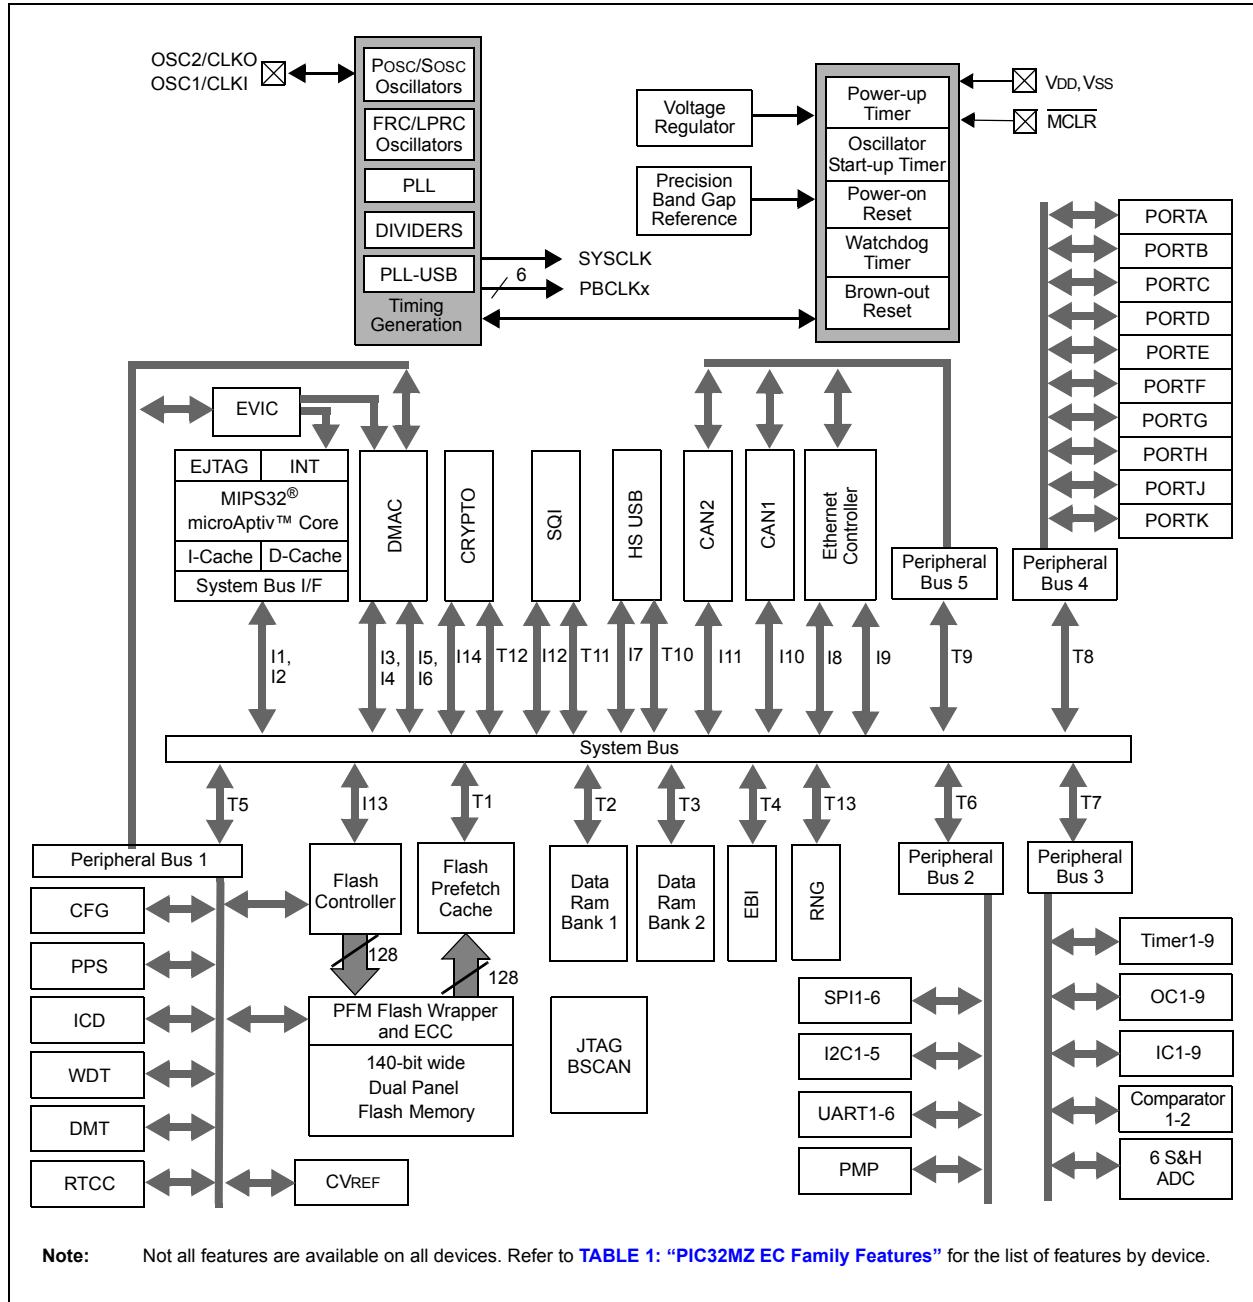 OSC2/CLKO
OSC1/CLKI
POSC/SOSC
Oscillators
FRC/LPRC
Oscillators
PLL
DIVIDERS
PLL-USB
Timing
Generation
6
SYSCLK
PBCLKx
Voltage
Regulator
Precision
Band Gap
Reference
Power-up
Timer
Oscillator
Start-up Timer
Power-on
Reset
Watchdog
Timer
Brown-out
Reset
VDD, VSS
MCLR
PORTA
PORTB
PORTC
PORTD
PORTE
PORTF
PORTG
PORTH
PORTJ
PORTK
EVIC
EJTAG INT
MIPS32®
microAptiv™ Core
I-Cache D-Cache
System Bus I/F
DMAC
CRYPTO
SQI
HS USB
CAN2
CAN1
Ethernet
Controller
Peripheral
Bus 5
Peripheral
Bus 4
I1,
I2
I3,
I4
I5,
I6
I14
T12
I12
T11
I7
T10
I11
I10
I8
I9
T9
T8
System Bus
T5
I13
T1
T2
T3
T4
T13
T6
T7
Peripheral Bus 1
Flash
Controller
Flash
Prefetch
Cache
Data
Ram
Bank 1
Data
Ram
Bank 2
EBI
RNG
Peripheral
Bus 2
Peripheral
Bus 3
CFG
PPS
ICD
WDT
DMT
RTCC
128
128
PFM Flash Wrapper
and ECC
140-bit wide
Dual Panel
Flash Memory
CVREF
JTAG
BSCAN
SPI1-6
I2C1-5
UART1-6
PMP
Timer1-9
OC1-9
IC1-9
Comparator
1-2
6 S&H
ADC
Note: Not all features are available on all devices. Refer to TABLE 1: “PIC32MZ EC Family Features” for the list of features by device.